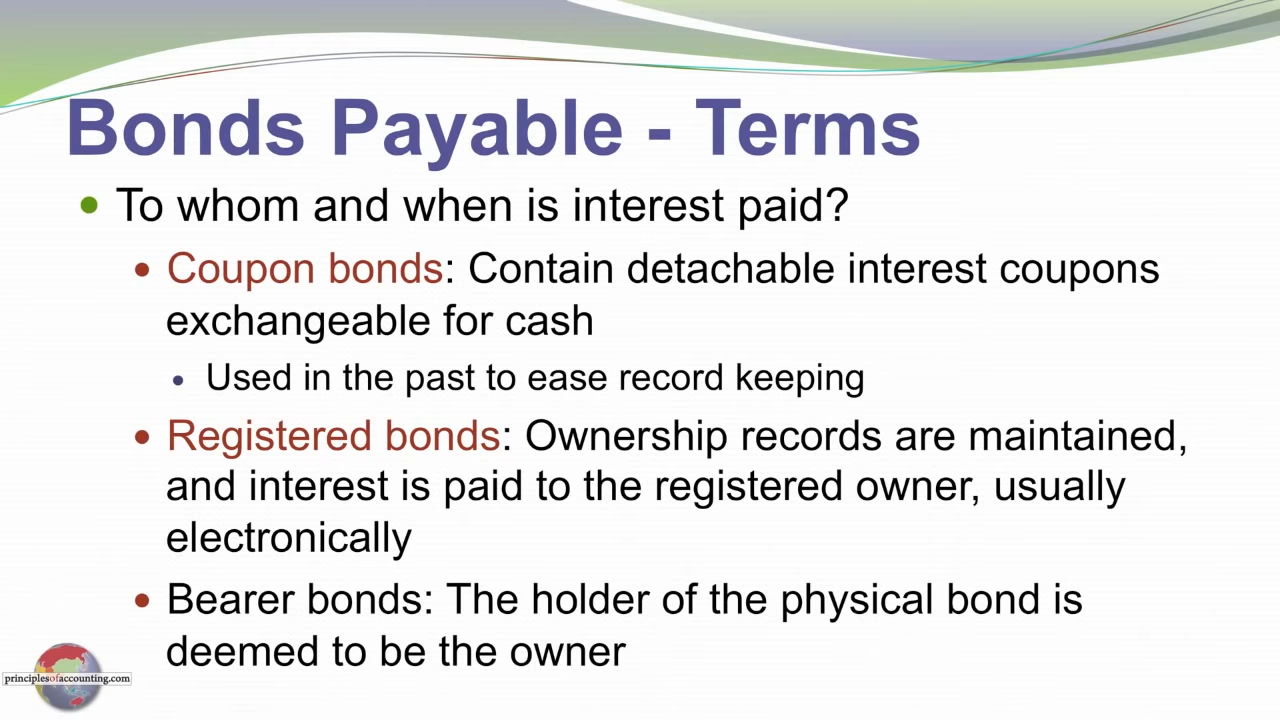 Bonds Payable - Terms
• To whom and when is interest paid?
• Coupon bonds: Contain detachable interest coupons
exchangeable for cash
• Used in the past to ease record keeping
• Registered bonds: Ownership records are maintained,
and interest is paid to the registered owner, usually
electronically
• Bearer bonds: The holder of the physical bond is
deemed to be the owner
principlesofaccounting.com